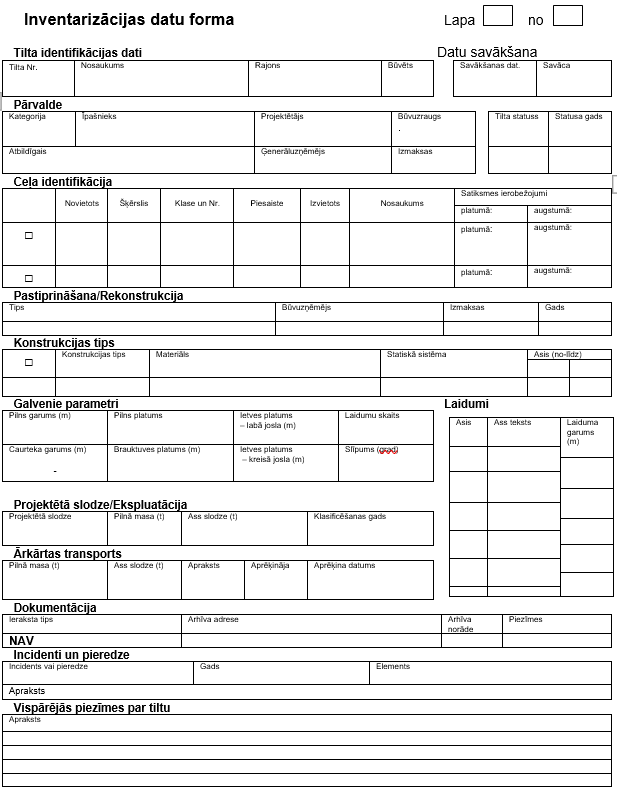 Inventarizācijas datu forma
Lapa no
Tilta identifikācijas dati
Datu savākšana
Tilta Nr. Nosaukums Rajons Būvēts Savākšanas dat. Savāca
Pārvalde
Kategorija Īpašnieks Projektētājs Būvuzraugs Tilta statuss Statusa gads
.
Atbildīgais Ģenerāluzņēmējs Izmaksas
Ceļa identifikācija
Satiksmes ierobežojumi
Novietots Šķērslis Klase un Nr. Piesaiste Izvietots Nosaukums
platumā: augstumā:
☐ platumā: augstumā:
☐ platumā: augstumā:
Pastiprināšana/Rekonstrukcija
Tips Būvuzņēmējs Izmaksas Gads
Konstrukcijas tips
☐ Konstrukcijas tips Materiāls Statiskā sistēma Asis (no-līdz)
Galvenie parametri
Pilns garums (m) Pilns platums Ietves platums Laidumu skaits
– labā josla (m)
Caurteka garums (m) Brauktuves platums (m) Ietves platums Slīpums (grad)
– kreisā josla (m)
-
Laidumi
Asis Ass teksts Laiduma
garums
(m)
Projektētā slodze/Ekspluatācija
Projektētā slodze Pilnā masa (t) Ass slodze (t) Klasificēšanas gads
Ārkārtas transports
Pilnā masa (t) Ass slodze (t) Apraksts Aprēķināja Aprēķina datums
Dokumentācija
Ieraksta tips Arhīva adrese Arhīva Piezīmes
norāde
NAV
Incidenti un pieredze
Incidents vai pieredze Gads Elements
Apraksts
Vispārējās piezīmes par tiltu
Apraksts